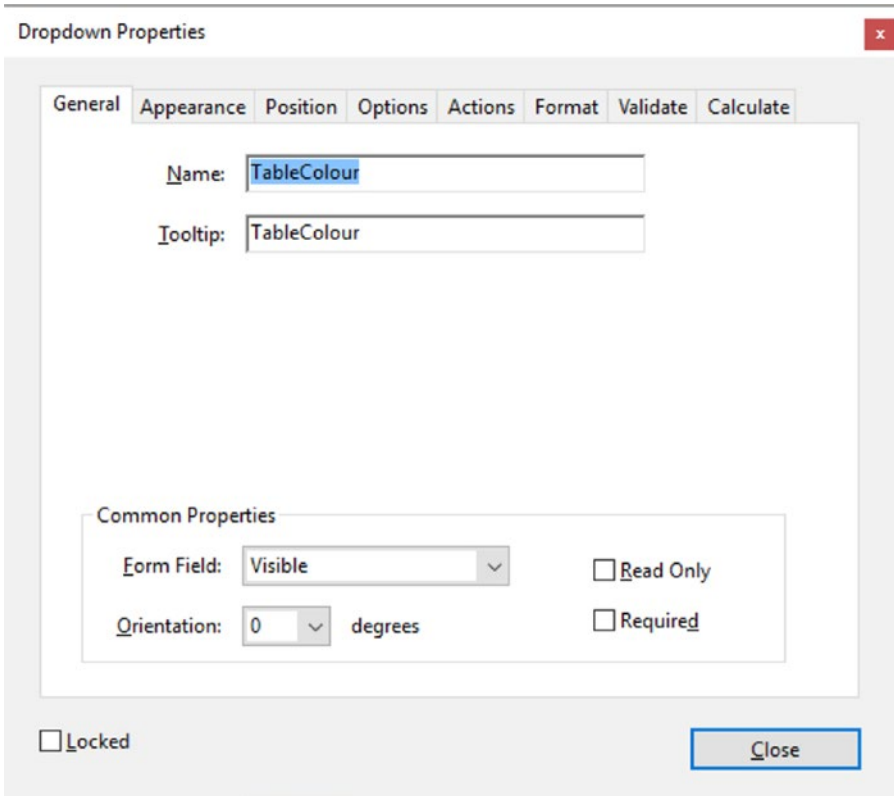 Dropdown Properties x
General Appearance Position Options Actions Format Validate Calculate
Name: TableColour
Tooltip: TableColour
Common Properties
Form Field: Visible Read Only
Orientation: 0 degrees Required
Locked Close